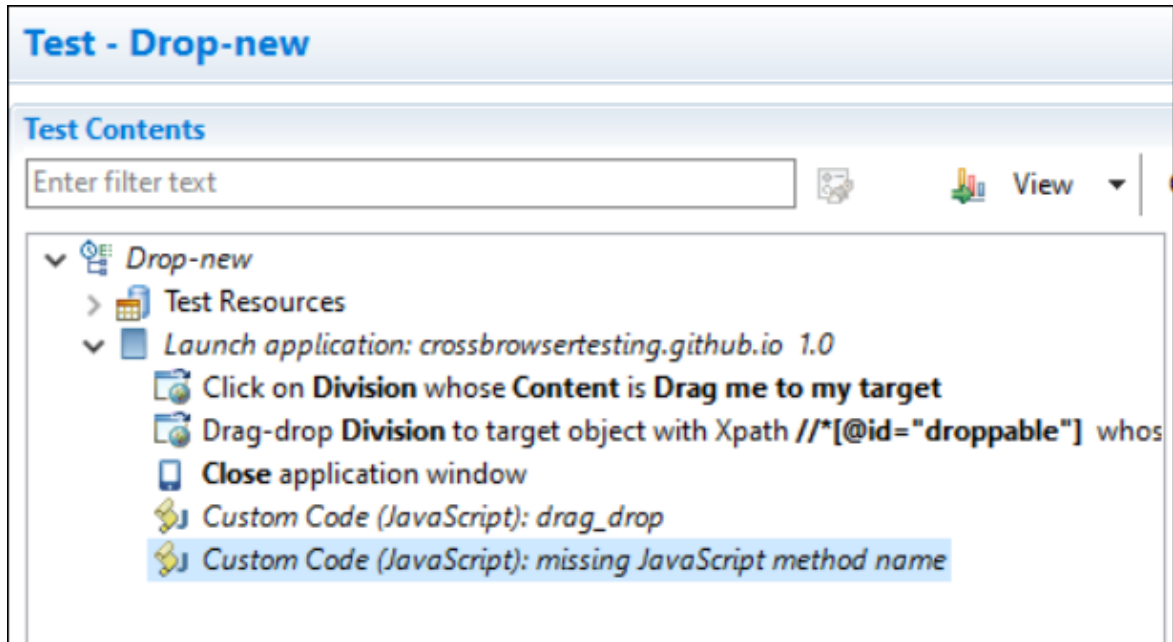 Test - Drop-new
Test Contents
Enter filter text View
Drop-new
Test Resources
Launch application: crossbrowsertesting.github.io 1.0
Click on Division whose Content is Drag me to my target
Drag-drop Division to target object with Xpath //*[@id="droppable"] whos
Close application window
Custom Code (JavaScript): drag_drop
Custom Code (JavaScript): missing JavaScript method name